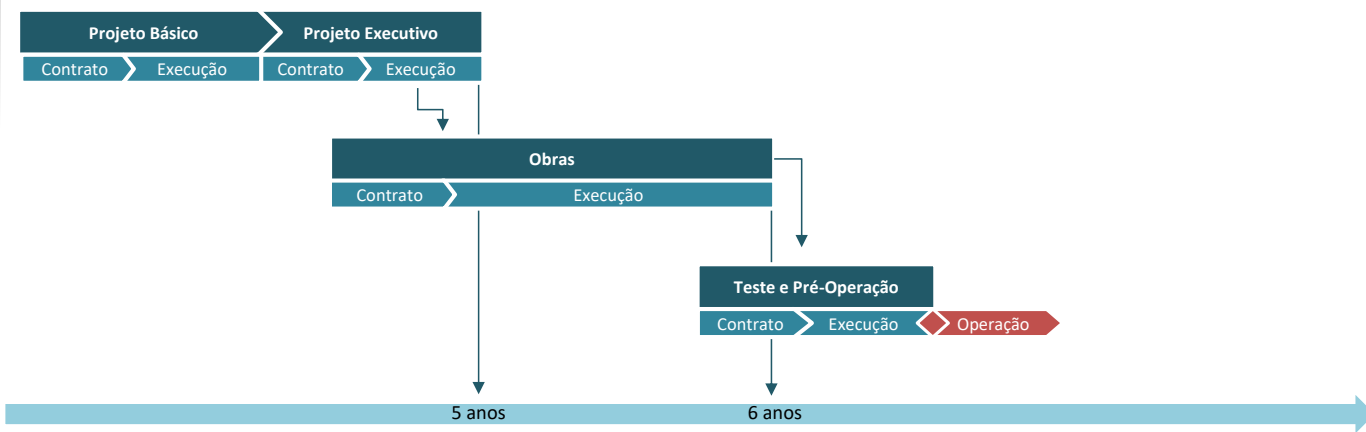 Projeto Básico Projeto Executivo
Contrato Execução Contrato Execução
Obras
Contrato Execução
Teste e Pré-Operação
Contrato Execução Operação
5 anos 6 anos